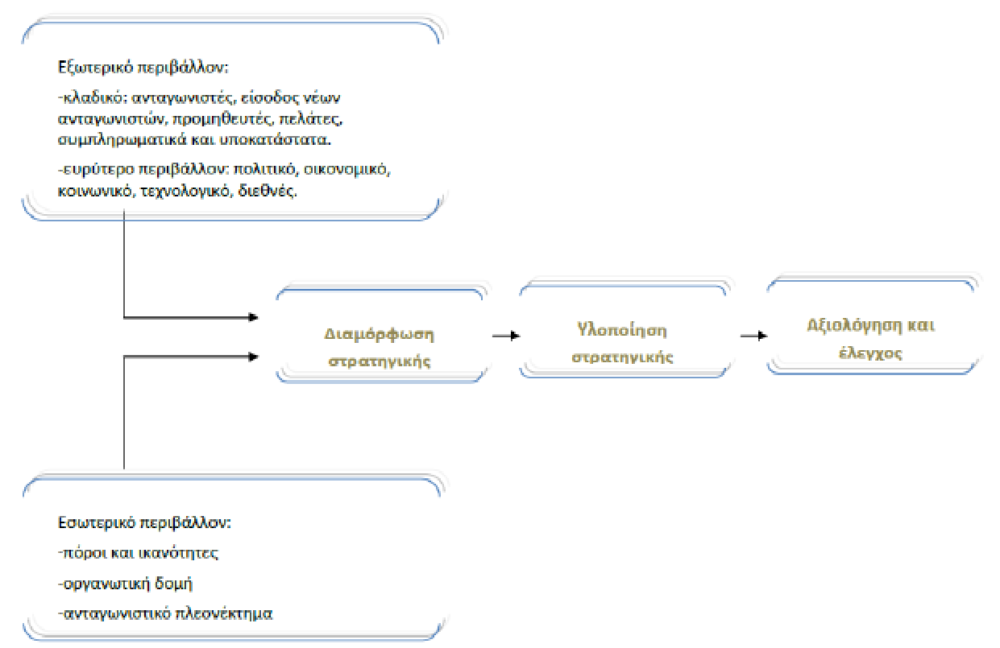 Εξωτερικό περιβάλλον:
-κλαδικό: ανταγωνιστές, είσοδος νέων
ανταγωνιστών, προμηθευτές, πελάτες,
συμπληρωματικά και υποκατάστατα.
-ευρύτερο περιβάλλον: πολιτικό, οικονομικό,
κοινωνικό, τεχνολογικό, διεθνές.
Διαμόρφωση
στρατηγικής
Υλοποίηση
στρατηγικής
Αξιολόγηση και
έλεγχος
Εσωτερικό περιβάλλον:
-πόροι και ικανότητες
-οργανωτική δομή
-ανταγωνιστικό πλεονέκτημα